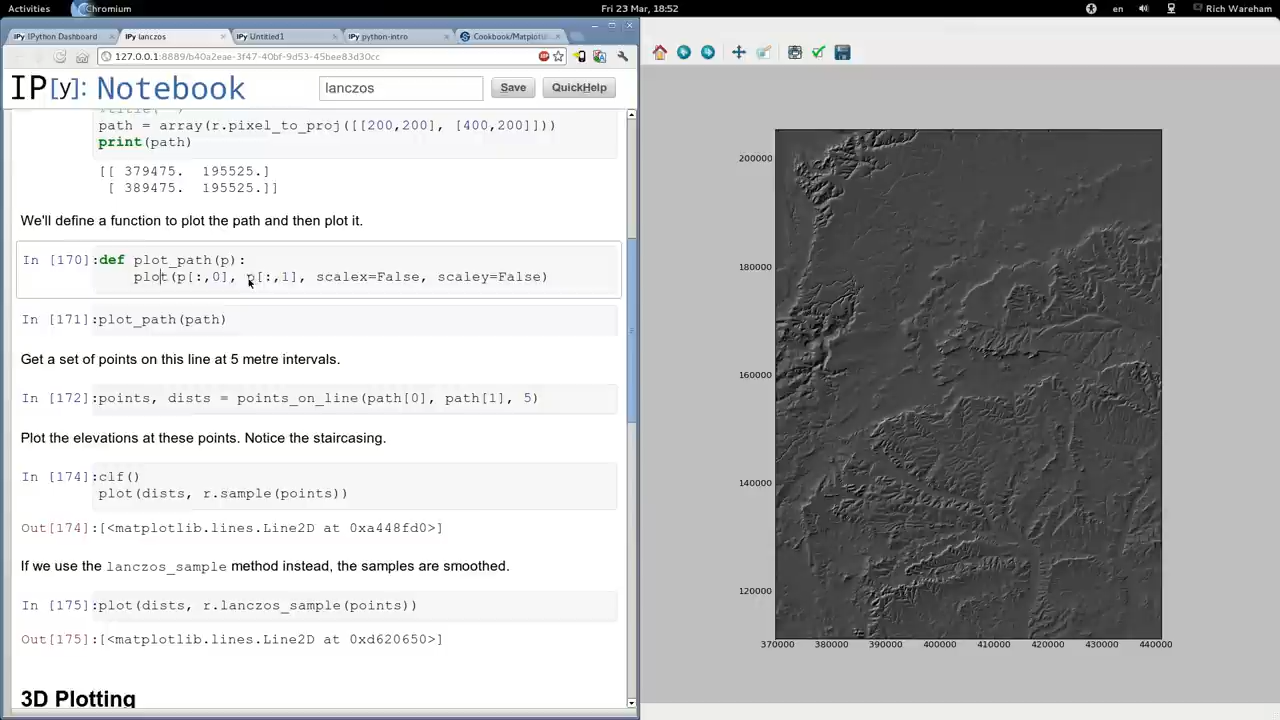 Activities Chromium Fri 23 Mar, 18:52 en Rich Wareham
IPy IPython Dashboard × IPy lanczos × IPy Untitled1 × IPy python-intro × Cookbook/Matplotl ×
127.0.0.1:8889/b40a2eae-3f47-40bf-9d53-45bee83d30cc
IP[y]: Notebook lanczos Save QuickHelp
path = array(r.pixel_to_proj([[200,200], [400,200]]))
print(path)
[[ 379475. 195525.]
[ 389475. 195525.]]
We'll define a function to plot the path and then plot it.
In [170]:def plot_path(p):
plot(p[:,0], p[:,1], scalex=False, scaley=False)
In [171]:plot_path(path)
Get a set of points on this line at 5 metre intervals.
In [172]:points, dists = points_on_line(path[0], path[1], 5)
Plot the elevations at these points. Notice the staircasing.
In [174]:clf()
plot(dists, r.sample(points))
Out[174]:[<matplotlib.lines.Line2D at 0xa448fd0>]
If we use the lanczos_sample method instead, the samples are smoothed.
In [175]:plot(dists, r.lanczos_sample(points))
Out[175]:[<matplotlib.lines.Line2D at 0xd620650>]
3D Plotting
200000
180000
160000
140000
120000
370000 380000 390000 400000 410000 420000 430000 440000